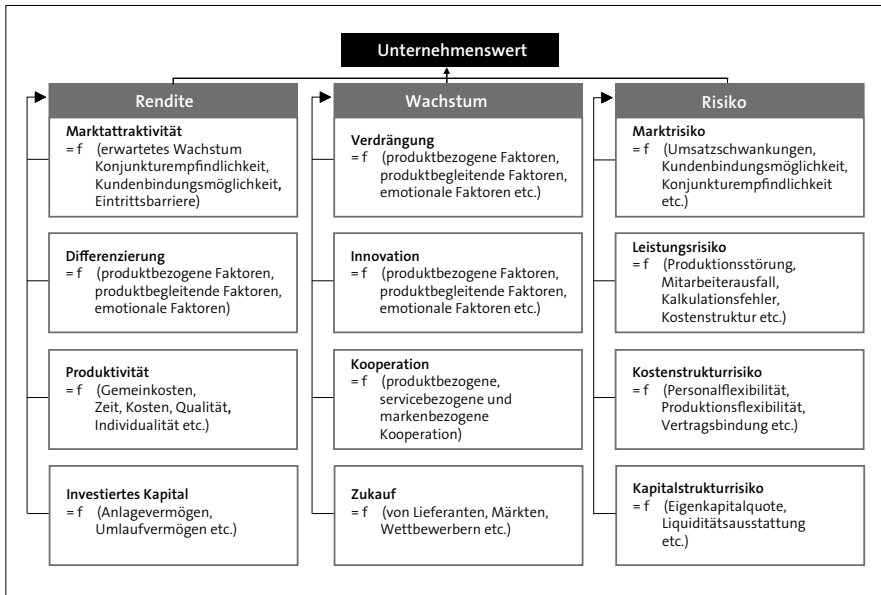 Unternehmenswert
Rendite
Marktattraktivität
= f (erwartetes Wachstum
Konjunkturempfindlichkeit,
Kundenbindungsmöglichkeit,
Eintrittsbarriere)
Differenzierung
= f (produktbezogene Faktoren,
produktbegleitende Faktoren,
emotionale Faktoren)
Produktivität
= f (Gemeinkosten,
Zeit, Kosten, Qualität,
Individualität etc.)
Investiertes Kapital
= f (Anlagevermögen,
Umlaufvermögen etc.)
Wachstum
Verdrängung
= f (produktbezogene Faktoren,
produktbegleitende Faktoren,
emotionale Faktoren etc.)
Innovation
= f (produktbezogene Faktoren,
produktbegleitende Faktoren,
emotionale Faktoren etc.)
Kooperation
= f (produktbezogene,
servicebezogene und
markenbezogene
Kooperation)
Zukauf
= f (von Lieferanten, Märkten,
Wettbewerbern etc.)
Risiko
Marktrisiko
= f (Umsatzschwankungen,
Kundenbindungsmöglichkeit,
Konjunkturempfindlichkeit
etc.)
Leistungsrisiko
= f (Produktionsstörung,
Mitarbeiterausfall,
Kalkulationsfehler,
Kostenstruktur etc.)
Kostenstrukturrisiko
= f (Personalflexibilität,
Produktionsflexibilität,
Vertragsbindung etc.)
Kapitalstrukturrisiko
= f (Eigenkapitalquote,
Liquiditätsausstattung
etc.)